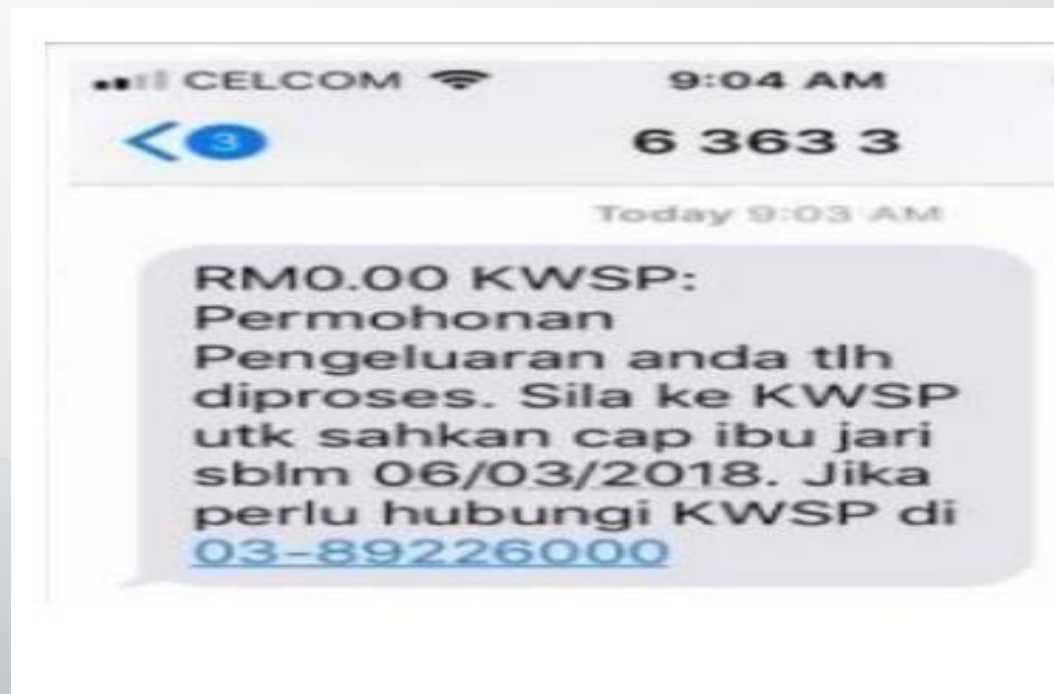 CELCOM 9:04 AM
3 6 363 3
Today 9:03 AM
RM0.00 KWSP:
Permohonan
Pengeluaran anda tlh
diproses. Sila ke KWSP
utk sahkan cap ibu jari
sblm 06/03/2018. Jika
perlu hubungi KWSP di
03-89226000